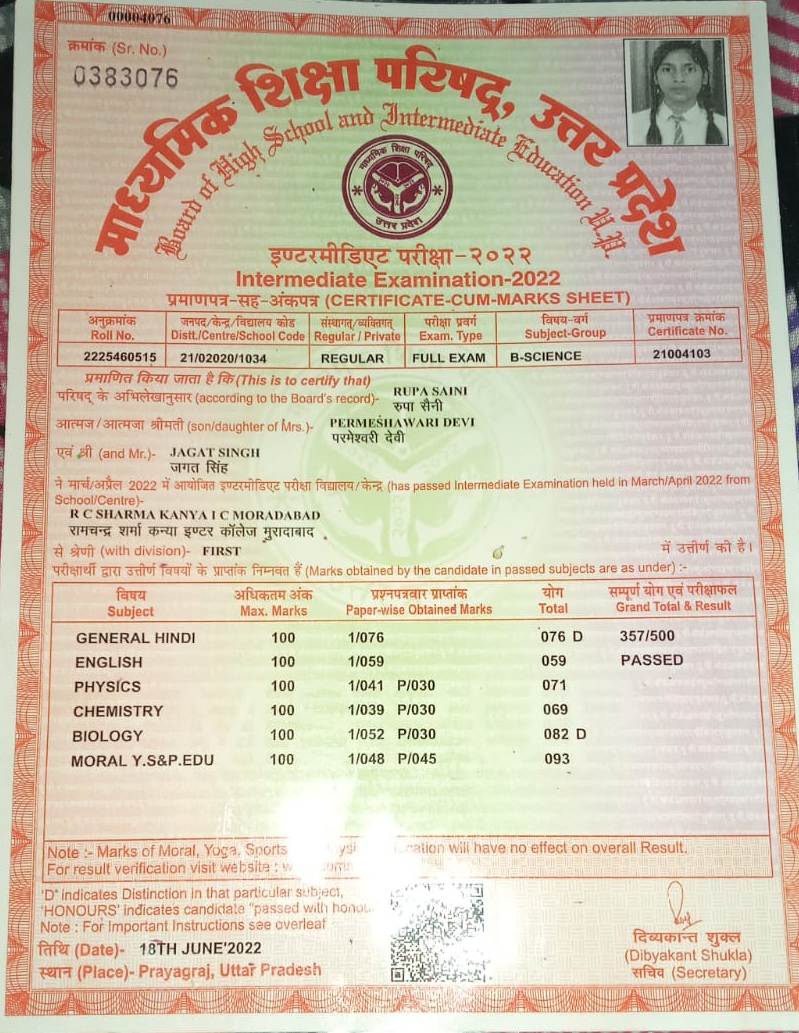 00004076
क्रमांक (Sr. No.)
0383076
माध्यमिक शिक्षा परिषद्, उत्तर प्रदेश
Board of High School and Intermediate Education U.P.
माध्यमिक शिक्षा परिषद्
उत्तर प्रदेश
इण्टरमीडिएट परीक्षा-२०२२
Intermediate Examination-2022
प्रमाणपत्र-सह-अंकपत्र (CERTIFICATE-CUM-MARKS SHEET)
अनुक्रमांक जनपद/केन्द्र/विद्यालय कोड संस्थागत/व्यक्तिगत परीक्षा प्रवर्ग विषय-वर्ग प्रमाणपत्र क्रमांक
Roll No. Distt./Centre/School Code Regular / Private Exam. Type Subject-Group Certificate No.
2225460515 21/02020/1034 REGULAR FULL EXAM B-SCIENCE 21004103
प्रमाणित किया जाता है कि (This is to certify that)
परिषद के अभिलेखानुसार (according to the Board's record)- RUPA SAINI
रुपा सैनी
आत्मज/आत्मजा श्रीमती (son/daughter of Mrs.)- PERMESHAWARI DEVI
परमेश्वरी देवी
एवं श्री (and Mr.)- JAGAT SINGH
जगत सिंह
ने मार्च/अप्रैल 2022 में आयोजित इण्टरमीडिएट परीक्षा विद्यालय/केन्द्र (has passed Intermediate Examination held in March/April 2022 from
School/Centre)-
R C SHARMA KANYA I C MORADABAD
रामचन्द्र शर्मा कन्या इण्टर कॉलेज मुरादाबाद
से श्रेणी (with division)- FIRST में उत्तीर्ण की है।
परीक्षार्थी द्वारा उत्तीर्ण विषयों के प्राप्तांक निम्नवत हैं (Marks obtained by the candidate in passed subjects are as under) :-
विषय अधिकतम अंक प्रश्नपत्रवार प्राप्तांक योग सम्पूर्ण योग एवं परीक्षाफल
Subject Max. Marks Paper-wise Obtained Marks Total Grand Total & Result
GENERAL HINDI 100 1/076 076 D 357/500
ENGLISH 100 1/059 059 PASSED
PHYSICS 100 1/041 P/030 071
CHEMISTRY 100 1/039 P/030 069
BIOLOGY 100 1/052 P/030 082 D
MORAL Y.S&P.EDU 100 1/048 P/045 093
Note :- Marks of Moral, Yoga, Sports will have no effect on overall Result.
For result verification visit website :
'D' indicates Distinction in that particular subject,
'HONOURS' indicates candidate "passed with
Note : For Important Instructions see overleaf
तिथि (Date)- 18TH JUNE'2022
स्थान (Place)- Prayagraj, Uttar Pradesh
दिव्यकान्त शुक्ल
(Dibyakant Shukla)
सचिव (Secretary)